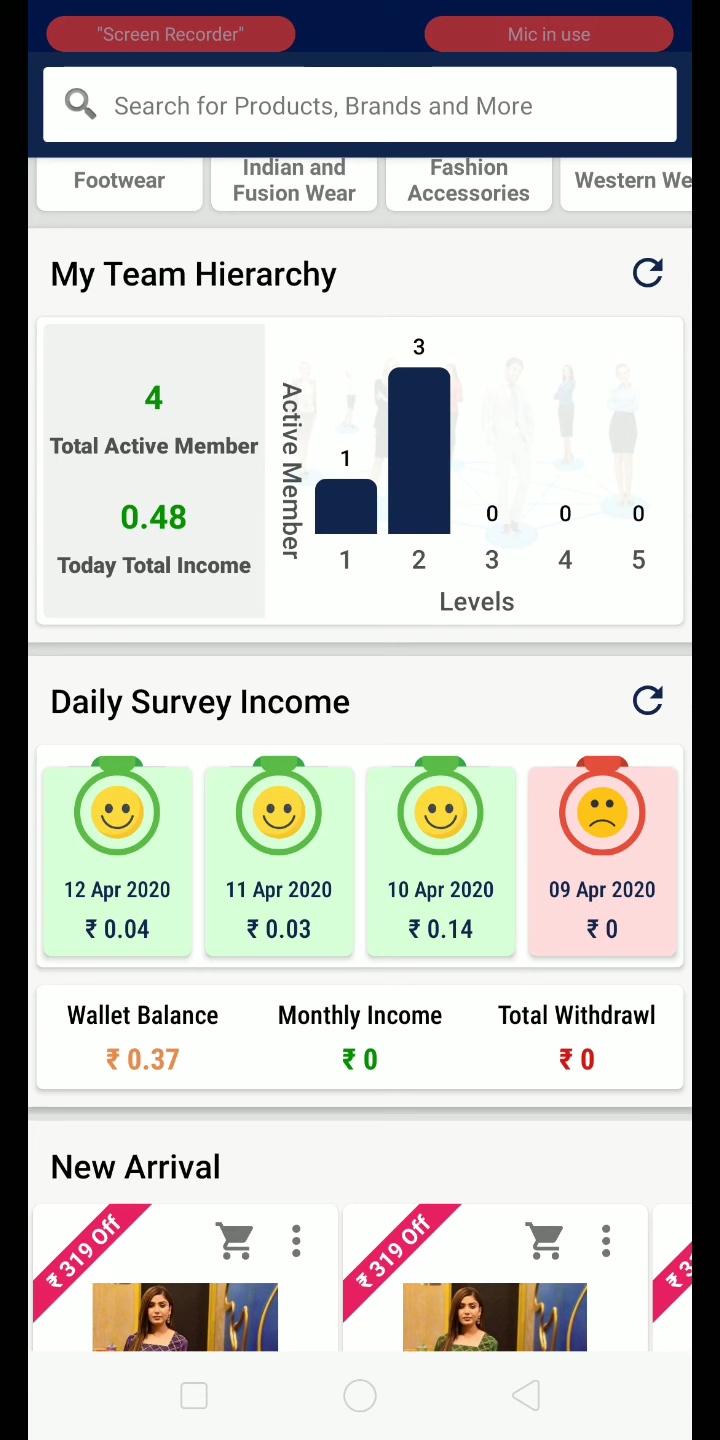 "Screen Recorder" Mic in use
Search for Products, Brands and More
Footwear
Indian and
Fusion Wear
Fashion
Accessories
Western We
My Team Hierarchy
4
Total Active Member
0.48
Today Total Income
Active Member
1
3
0
0
0
1 2 3 4 5
Levels
Daily Survey Income
12 Apr 2020 11 Apr 2020 10 Apr 2020 09 Apr 2020
₹ 0.04 ₹ 0.03 ₹ 0.14 ₹ 0
Wallet Balance Monthly Income Total Withdrawl
₹ 0.37 ₹ 0 ₹ 0
New Arrival
₹ 319 Off ₹ 319 Off ₹ 3